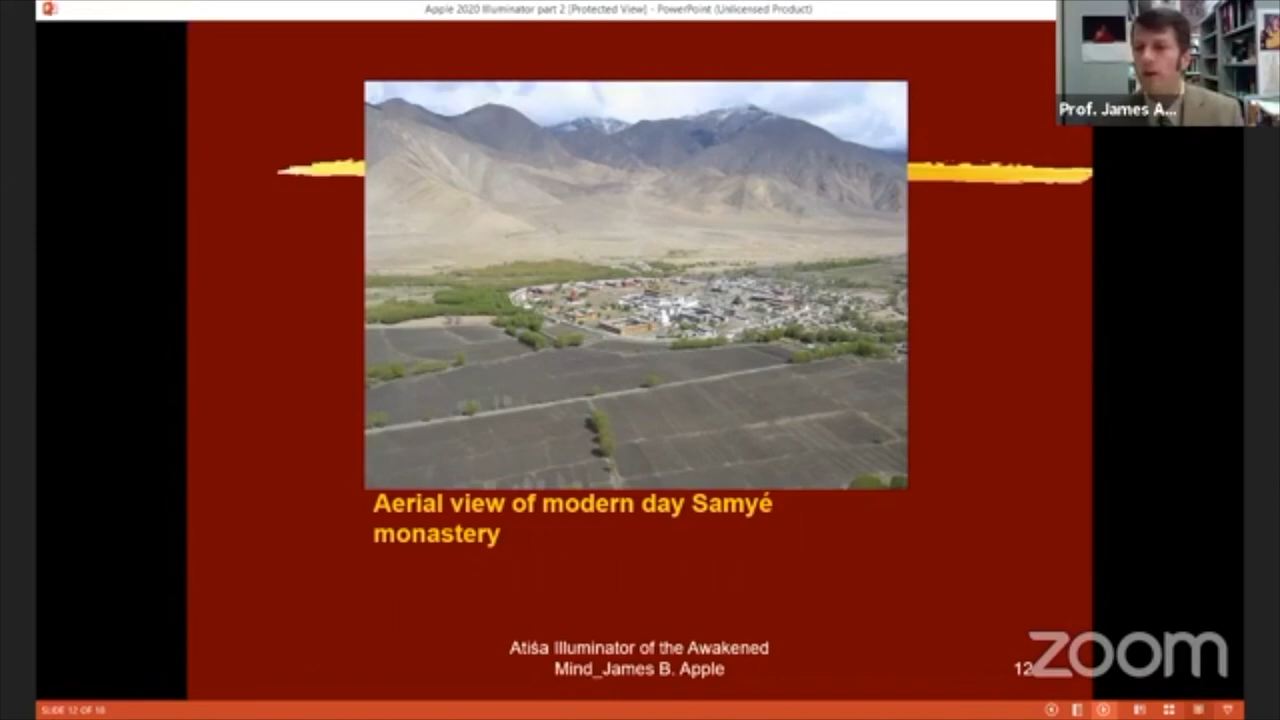 Apple 2020 Illuminator part 2 [Protected View] - PowerPoint (Unlicensed Product)
Prof. James A...
Aerial view of modern day Samyé
monastery
Atiśa Illuminator of the Awakened
Mind_James B. Apple
12
zoom
SLIDE 12 OF 18